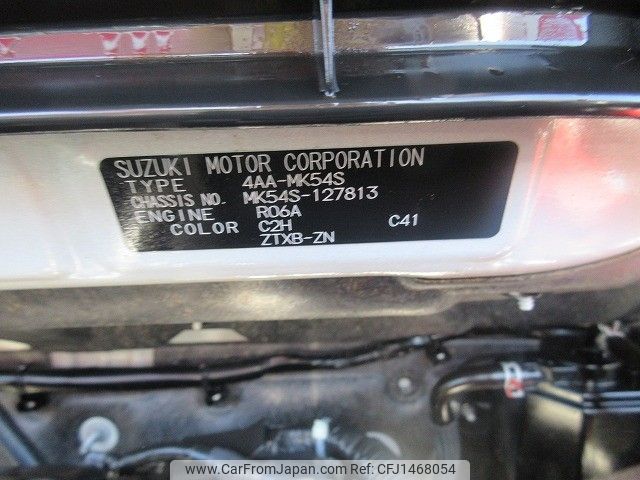 SUZUKI MOTOR CORPORATION
TYPE 4AA-MK54S
CHASSIS NO. MK54S-127813
ENGINE R06A
COLOR C2H C41
ZTXB-ZN
www.CarFromJapan.com | Ref. No: CFJ1468054